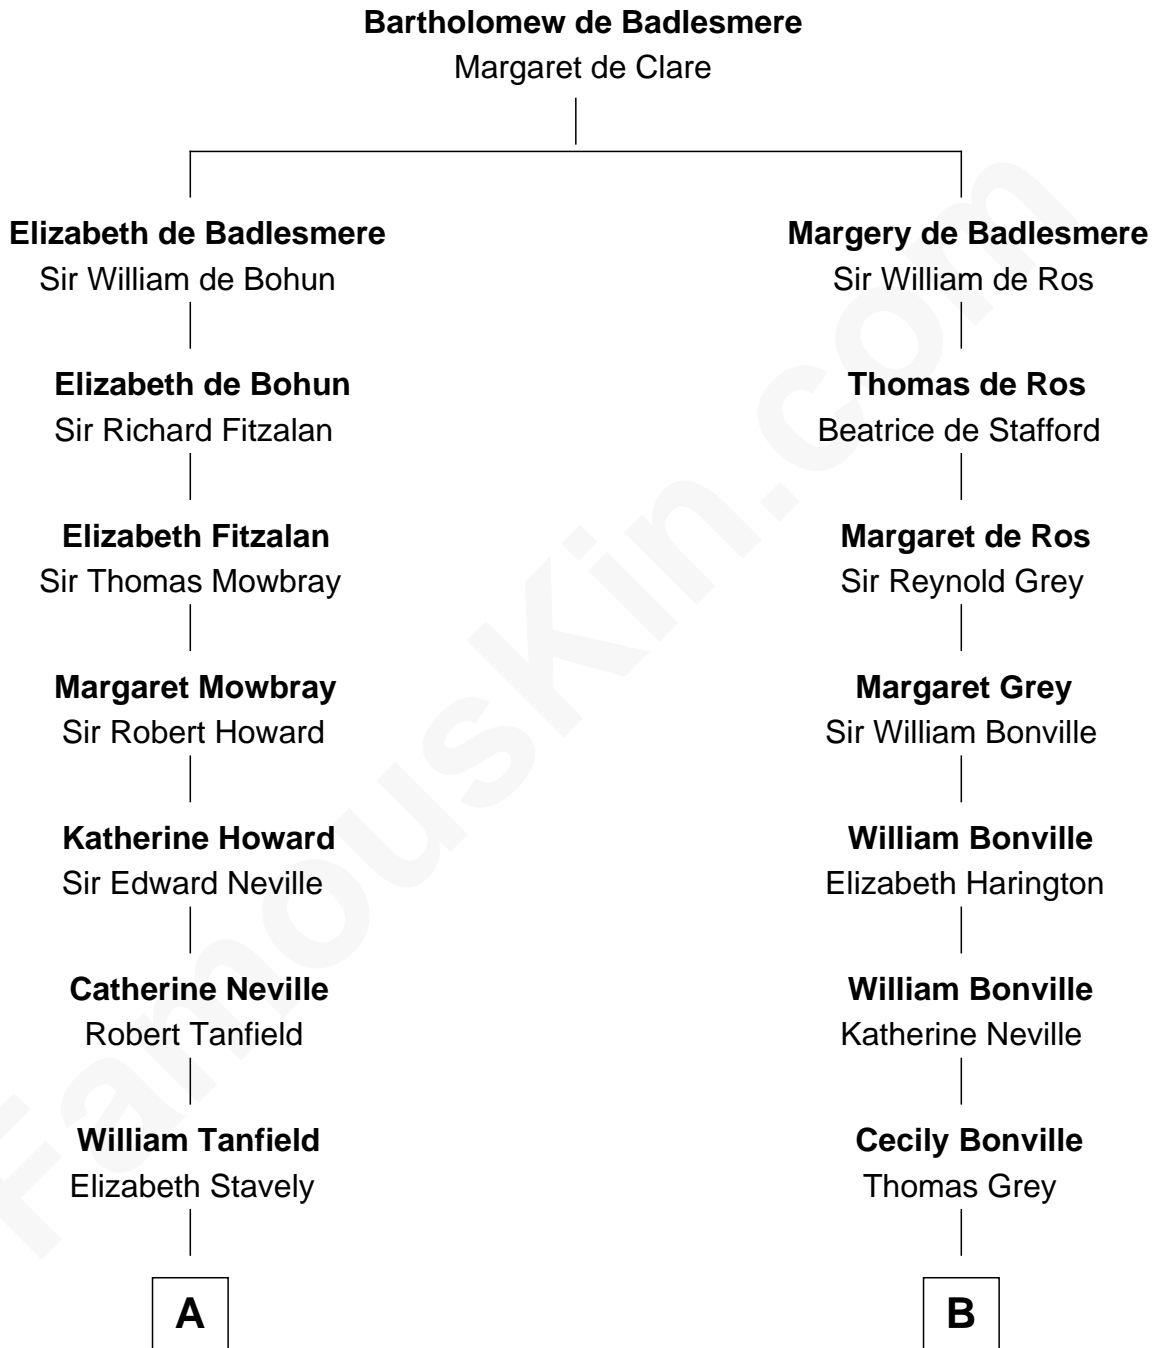 Bartholomew de Badlesmere
Margaret de Clare
Elizabeth de Badlesmere
Sir William de Bohun
Margery de Badlesmere
Sir William de Ros
Elizabeth de Bohun
Sir Richard Fitzalan
Thomas de Ros
Beatrice de Stafford
Elizabeth Fitzalan
Sir Thomas Mowbray
Margaret de Ros
Sir Reynold Grey
Margaret Mowbray
Sir Robert Howard
Margaret Grey
Sir William Bonville
Katherine Howard
Sir Edward Neville
William Bonville
Elizabeth Harington
Catherine Neville
Robert Tanfield
William Bonville
Katherine Neville
William Tanfield
Elizabeth Stavely
Cecily Bonville
Thomas Grey
A
B
FamousKin.com